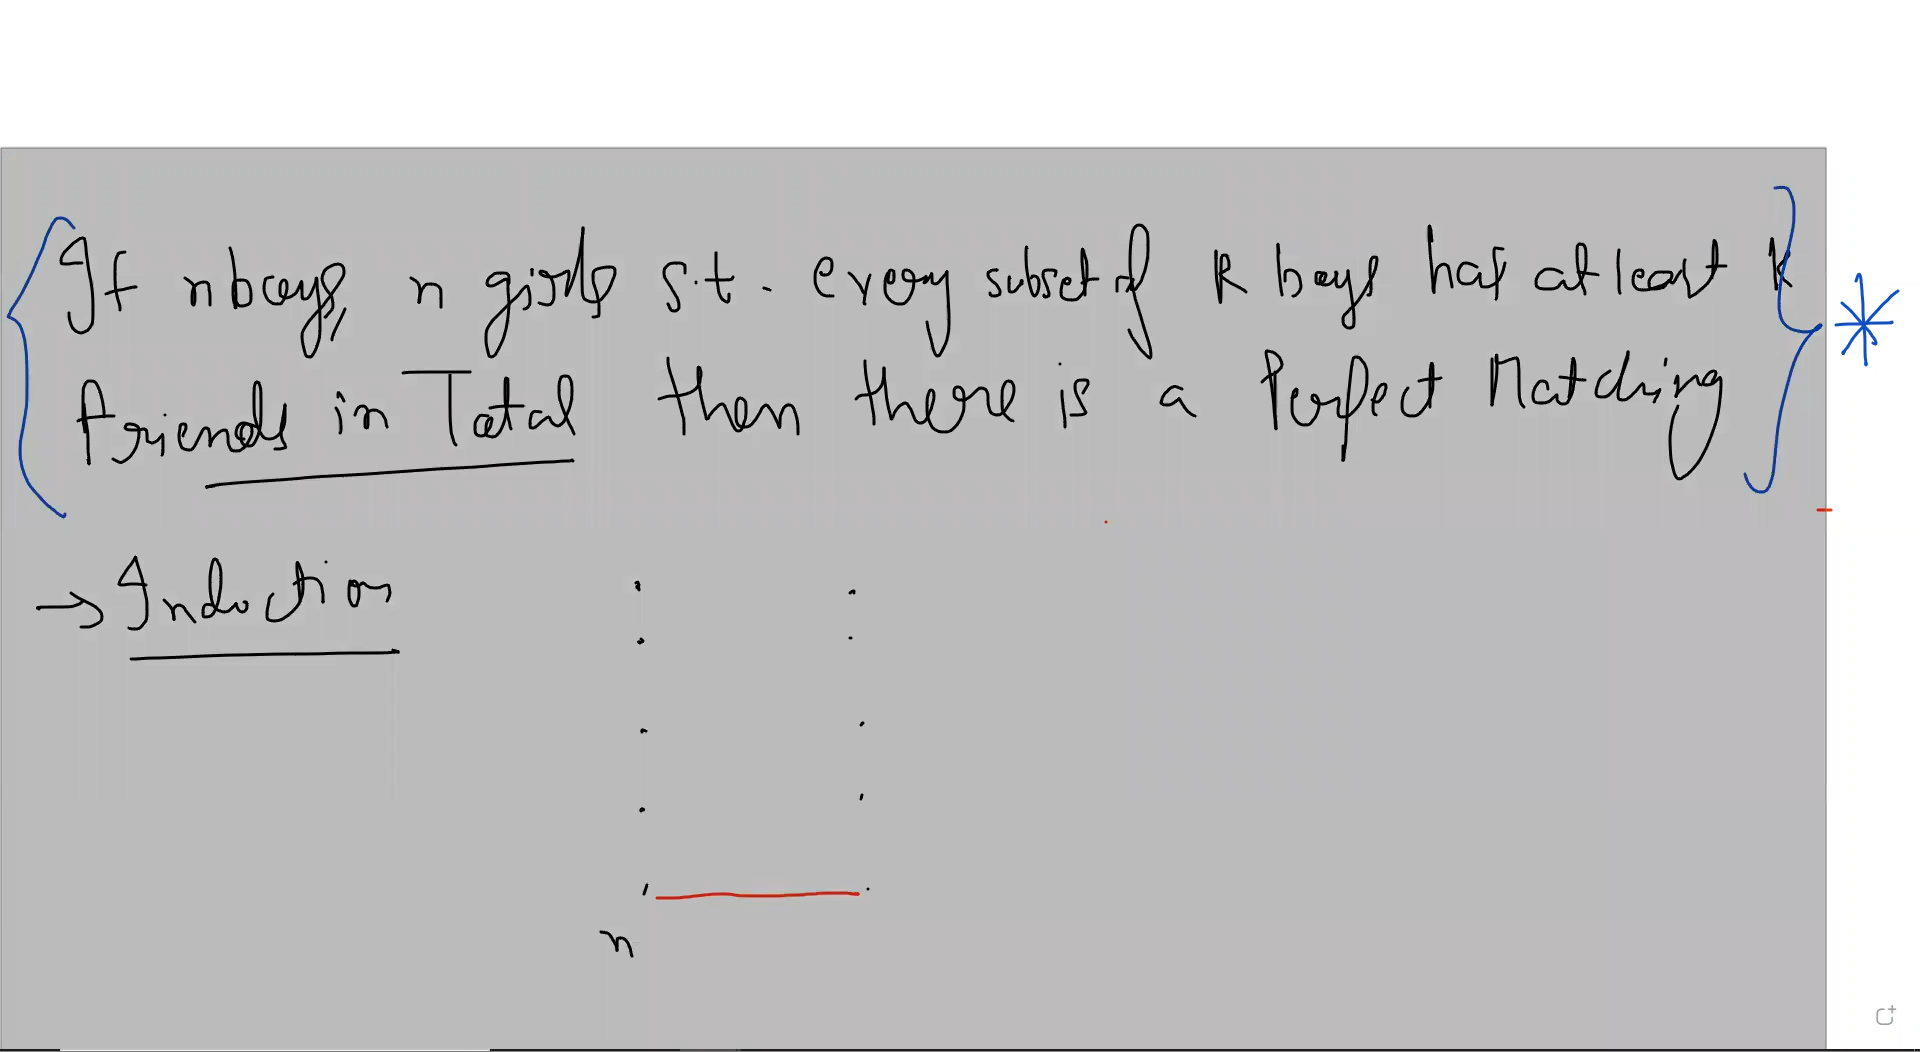 If n boys, n girls s.t. every subset of k boys has at least k
friends in Total then there is a Perfect Matching
→ Induction
n